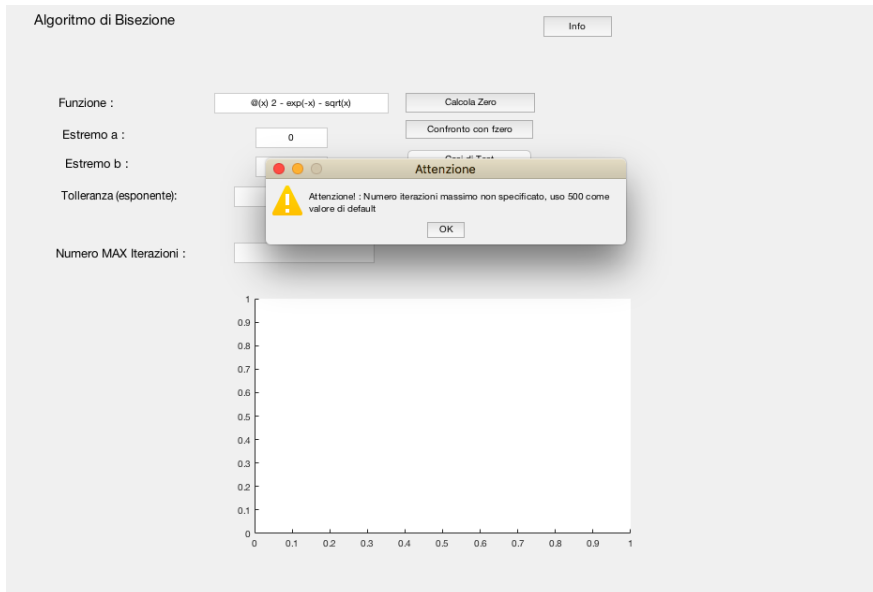 Algoritmo di Bisezione
Info
Funzione :
@(x) 2 - exp(-x) - sqrt(x)
Calcola Zero
Estremo a :
0
Confronto con fzero
Estremo b :
Casi di Test
Attenzione
Tolleranza (esponente):
Attenzione! : Numero iterazioni massimo non specificato, uso 500 come
valore di default
OK
Numero MAX Iterazioni :
1
0.9
0.8
0.7
0.6
0.5
0.4
0.3
0.2
0.1
0
0 0.1 0.2 0.3 0.4 0.5 0.6 0.7 0.8 0.9 1